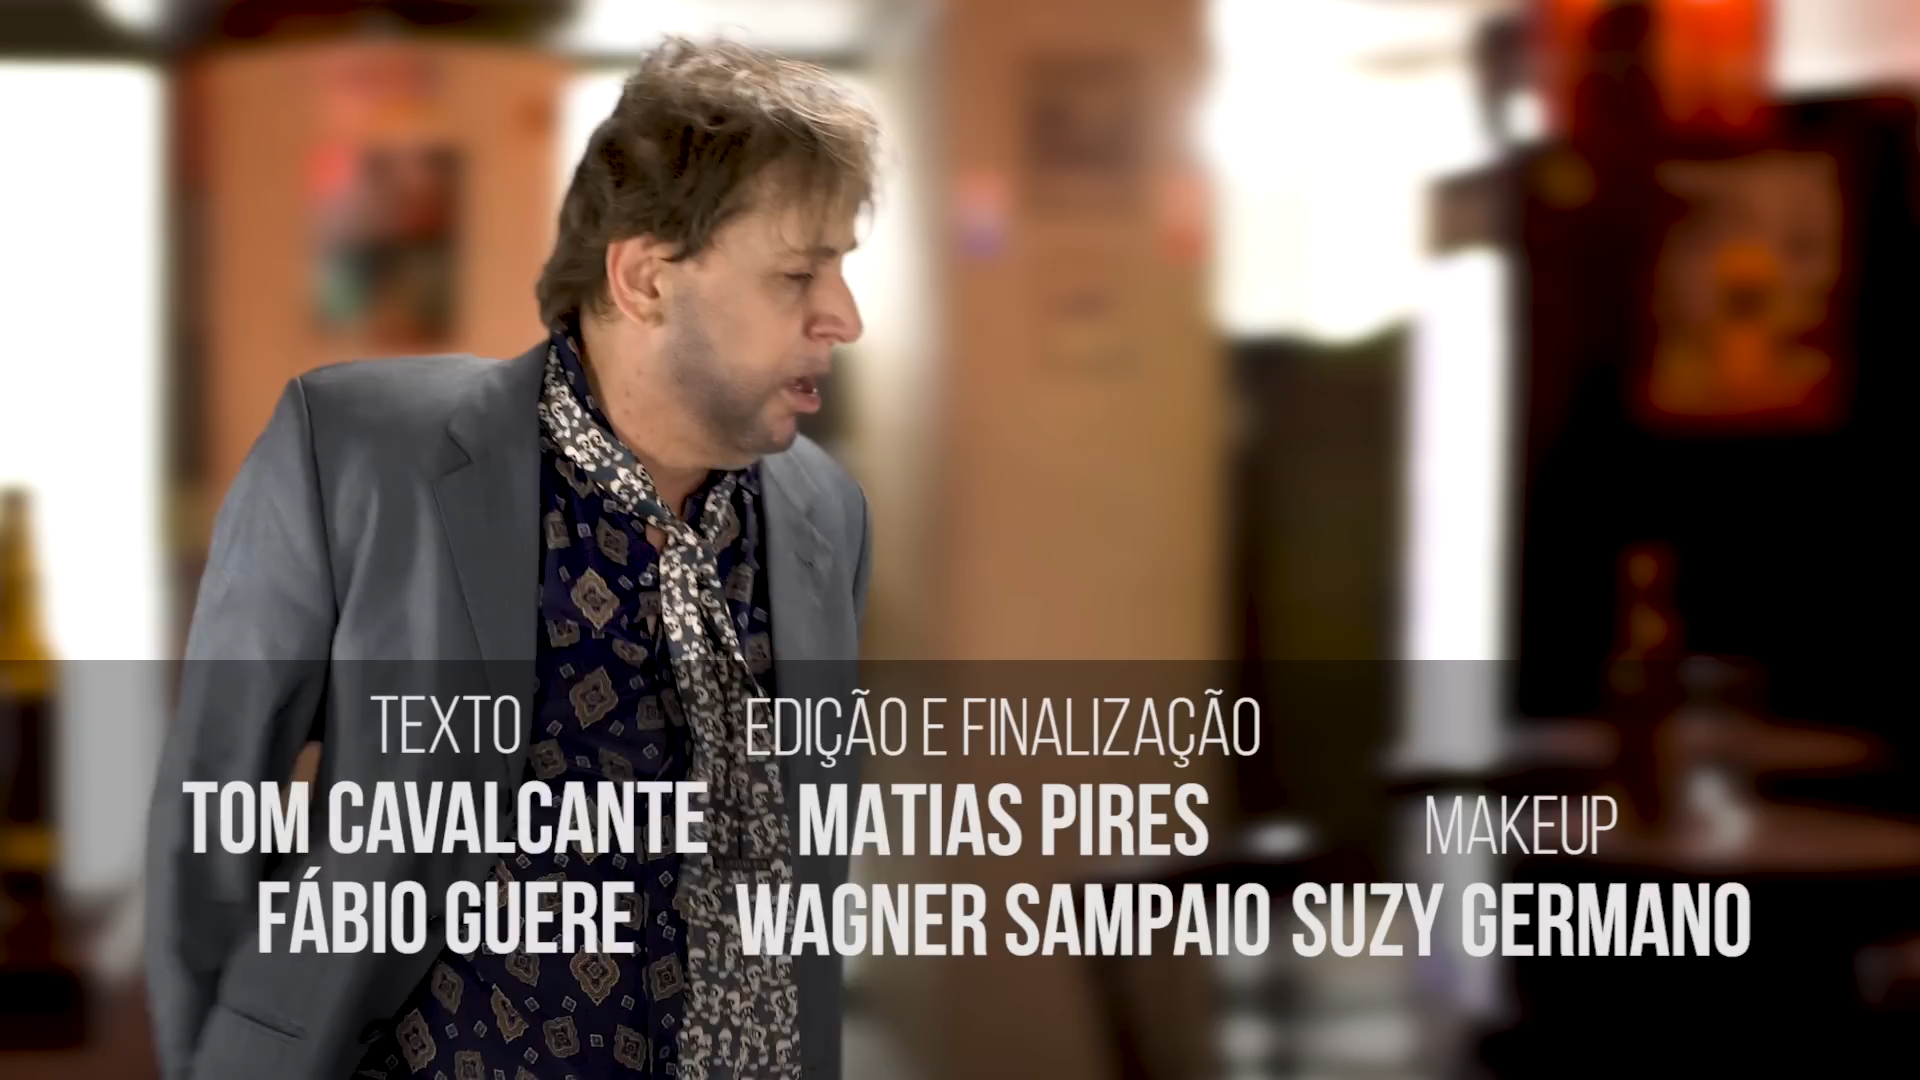 TEXTO
TOM CAVALCANTE
FÁBIO GUERE
EDIÇÃO E FINALIZAÇÃO
MATIAS PIRES
WAGNER SAMPAIO
MAKEUP
SUZY GERMANO